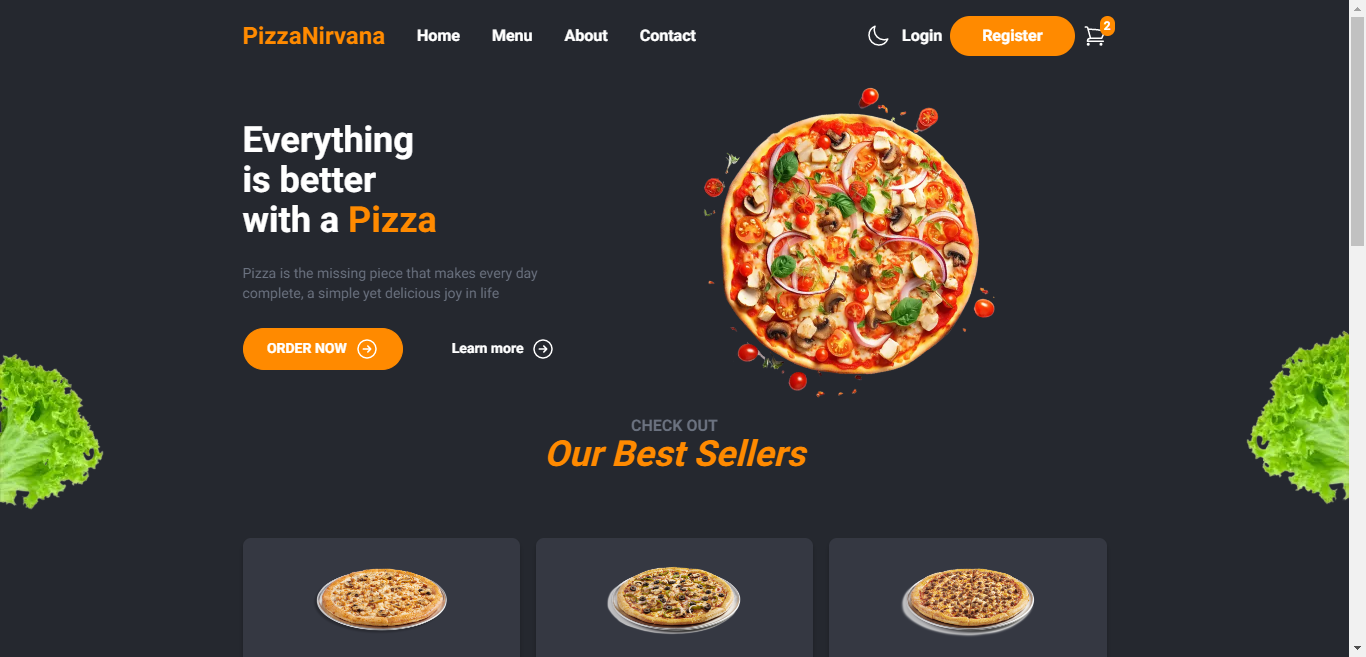 PizzaNirvana Home Menu About Contact Login Register 2
Everything
is better
with a Pizza
Pizza is the missing piece that makes every day
complete, a simple yet delicious joy in life
ORDER NOW Learn more
CHECK OUT
Our Best Sellers